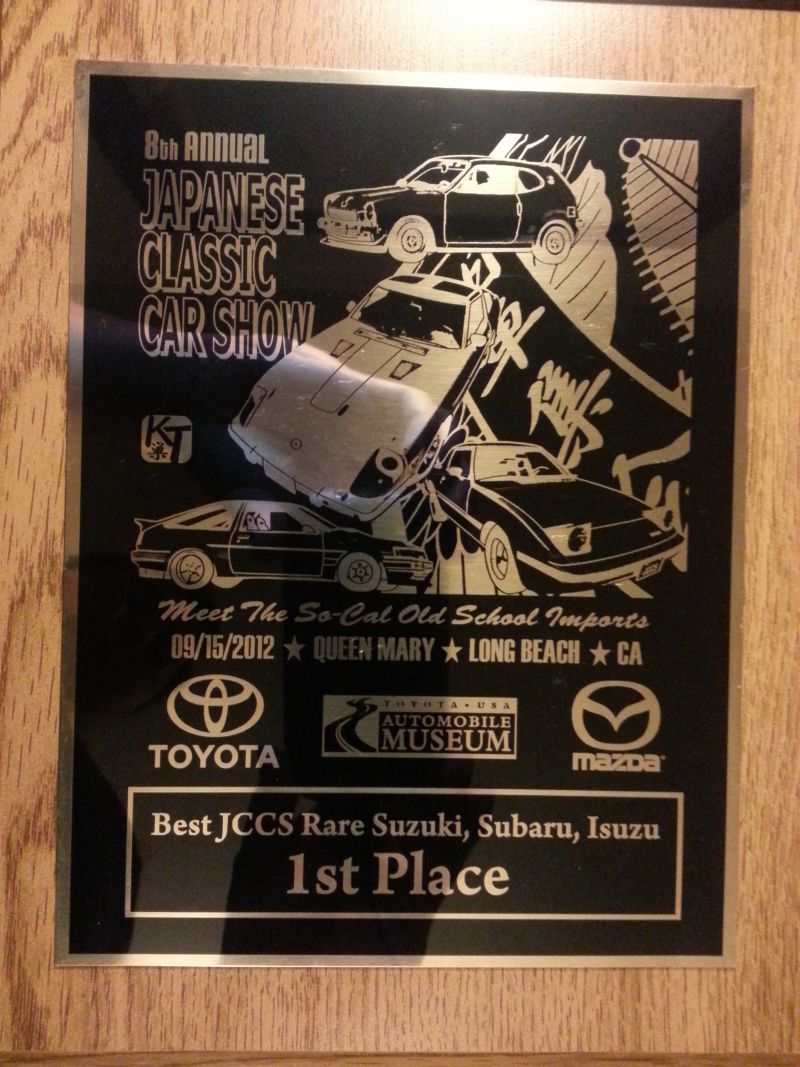 8th Annual
JAPANESE
CLASSIC
CAR SHOW
KT
Meet The So-Cal Old School Imports
09/15/2012 ★ QUEEN MARY ★ LONG BEACH ★ CA
TOYOTA
TOYOTA • USA
AUTOMOBILE
MUSEUM
mazda
Best JCCS Rare Suzuki, Subaru, Isuzu
1st Place